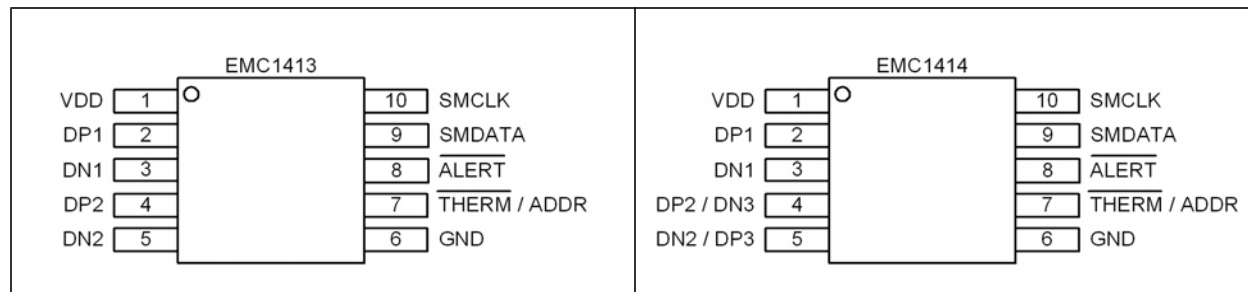 EMC1413
VDD 1 10 SMCLK
DP1 2 9 SMDATA
DN1 3 8 ALERT
DP2 4 7 THERM / ADDR
DN2 5 6 GND
EMC1414
VDD 1 10 SMCLK
DP1 2 9 SMDATA
DN1 3 8 ALERT
DP2 / DN3 4 7 THERM / ADDR
DN2 / DP3 5 6 GND